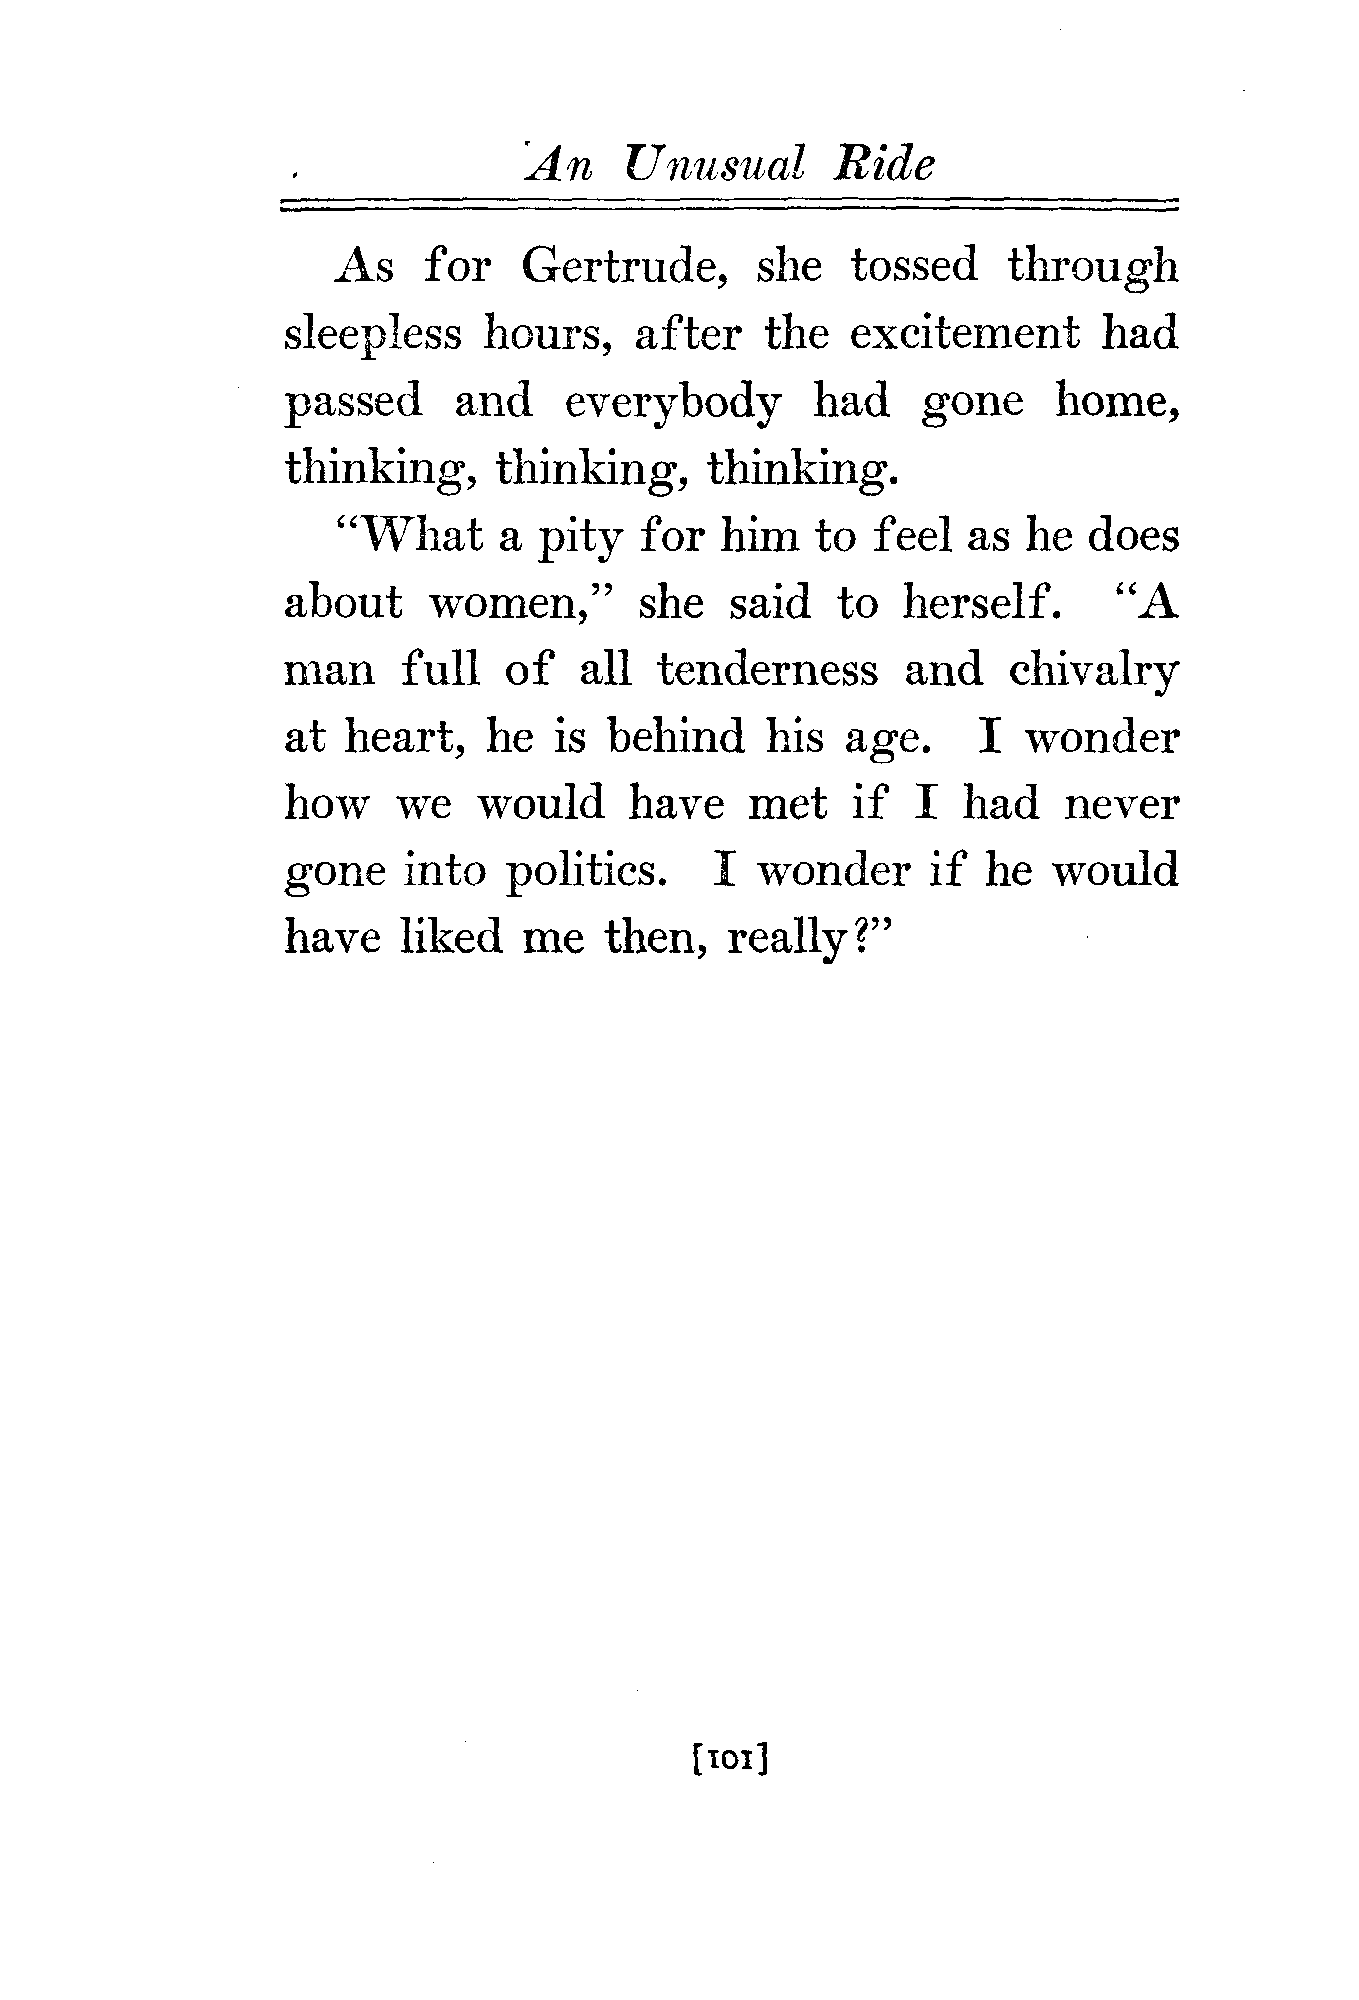 An Unusual Ride
As for Gertrude, she tossed through
sleepless hours, after the excitement had
passed and everybody had gone home,
thinking, thinking, thinking.
“What a pity for him to feel as he does
about women,” she said to herself. “A
man full of all tenderness and chivalry
at heart, he is behind his age. I wonder
how we would have met if I had never
gone into politics. I wonder if he would
have liked me then, really?”
[101]